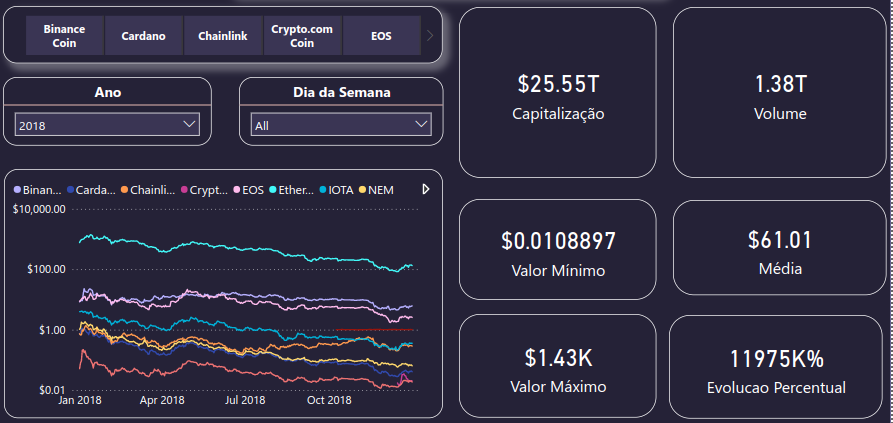 Binance
Coin
Cardano
Chainlink
Crypto.com
Coin
EOS
Ano
2018
Dia da Semana
All
$25.55T
Capitalização
1.38T
Volume
Binan... Carda... Chainli... Crypt... EOS Ether... IOTA NEM
$10,000.00
$100.00
$1.00
$0.01
Jan 2018 Apr 2018 Jul 2018 Oct 2018
$0.0108897
Valor Mínimo
$61.01
Média
$1.43K
Valor Máximo
11975K%
Evolucao Percentual